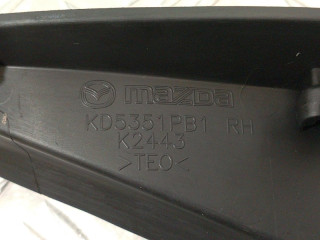 mazda
KD5351PB1 RH
K2443
>TEO<